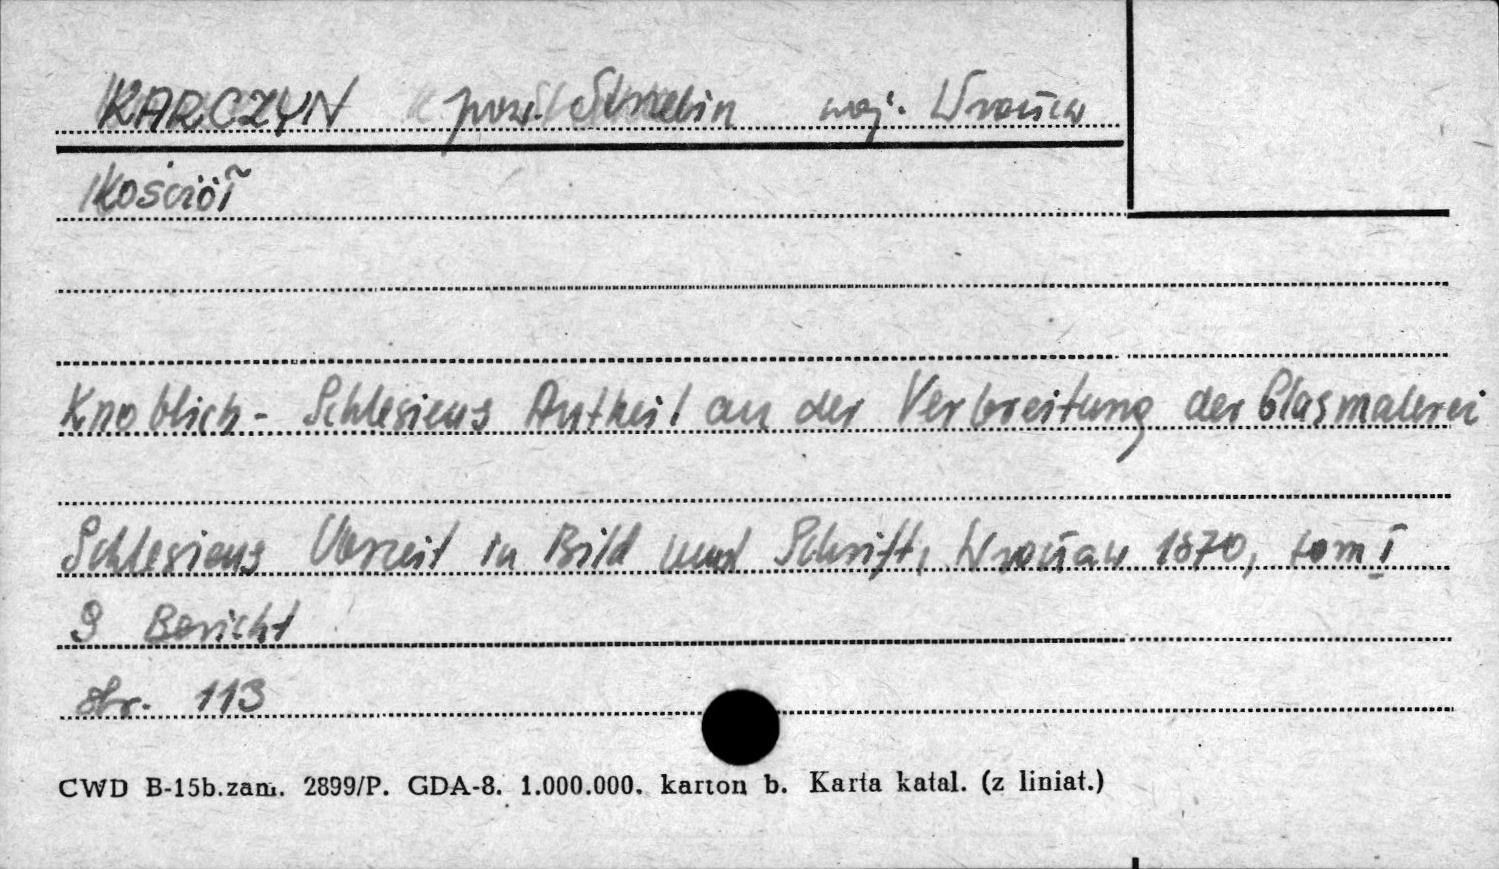 KARCZYN pow. Strzelin woj. Wrocław
Kościół
Knoblich - Schlesiens Antheil an der Verbreitung der Glasmalerei
Schlesiens Vorzeit in Bild und Schrift, Wrocław 1870, tom I
9 Bericht
str. 113
CWD B-15b.zam. 2899/P. GDA-8. 1.000.000. karton b. Karta katal. (z liniat.)